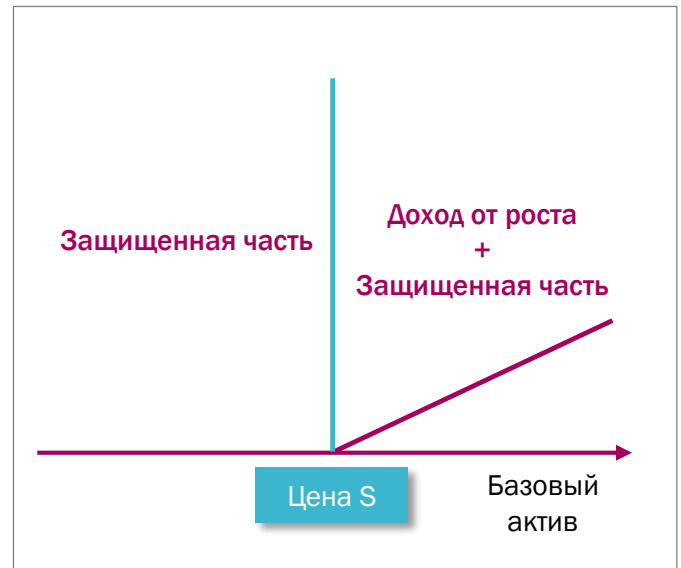 Защищенная часть
Доход от роста
+
Защищенная часть
Цена S
Базовый
актив